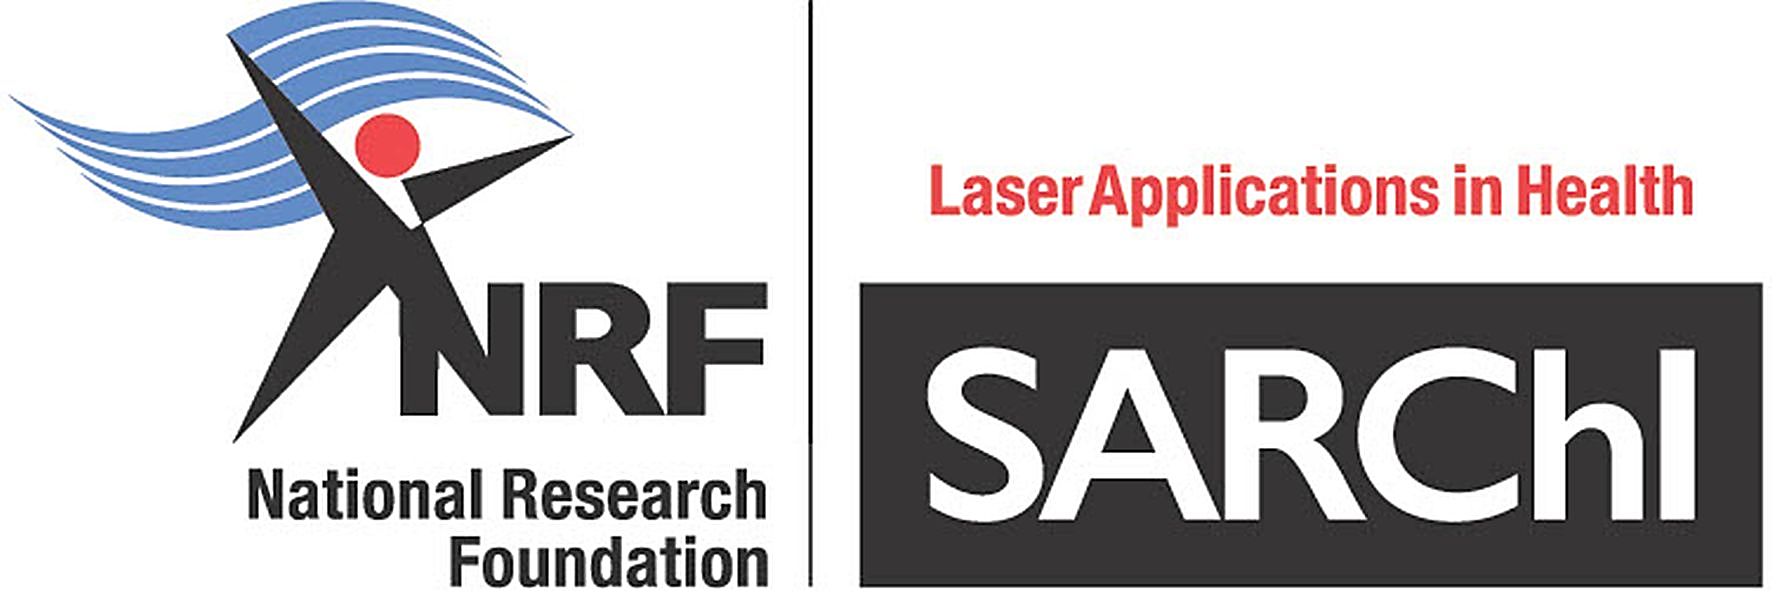 NRF
National Research
Foundation
Laser Applications in Health
SARChI